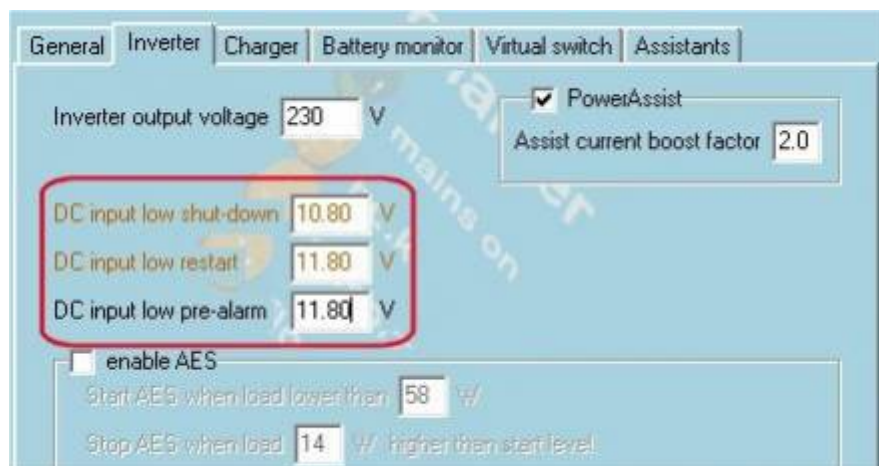 General Inverter Charger Battery monitor Virtual switch Assistants
Inverter output voltage 230 V
PowerAssist
Assist current boost factor 2.0
DC input low shut-down 10.80 V
DC input low restart 11.80 V
DC input low pre-alarm 11.80 V
enable AES
Start AES when load lower than 58 W
Stop AES when load 14 W higher than start level
mains on